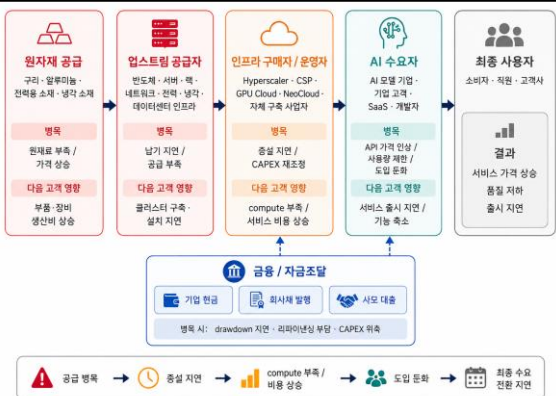 원자재 공급
구리 · 알루미늄 ·
전력용 소재 · 냉각 소재
병목
원재료 부족 /
가격 상승
다음 고객 영향
부품 · 장비
생산비 상승
업스트림 공급자
반도체 · 서버 · 랙 ·
네트워크 · 전력 · 냉각 ·
데이터센터 인프라
병목
납기 지연 /
공급 부족
다음 고객 영향
클러스터 구축 ·
설치 지연
인프라 구매자 / 운영자
Hyperscaler · CSP ·
GPU Cloud · NeoCloud ·
자체 구축 사업자
병목
증설 지연 /
CAPEX 재조정
다음 고객 영향
compute 부족 /
서비스 비용 상승
AI 수요자
AI 모델 기업 ·
기업 고객 ·
SaaS · 개발자
병목
API 가격 인상 /
사용량 제한 /
도입 둔화
다음 고객 영향
서비스 출시 지연 /
기능 축소
최종 사용자
소비자 · 직원 · 고객사
결과
서비스 가격 상승
품질 저하
출시 지연
금융 / 자금조달
기업 현금
회사채 발행
사모 대출
병목 시: drawdown 지연 · 리파이낸싱 부담 · CAPEX 위축
공급 병목
증설 지연
compute 부족 /
비용 상승
도입 둔화
최종 수요
전환 지연